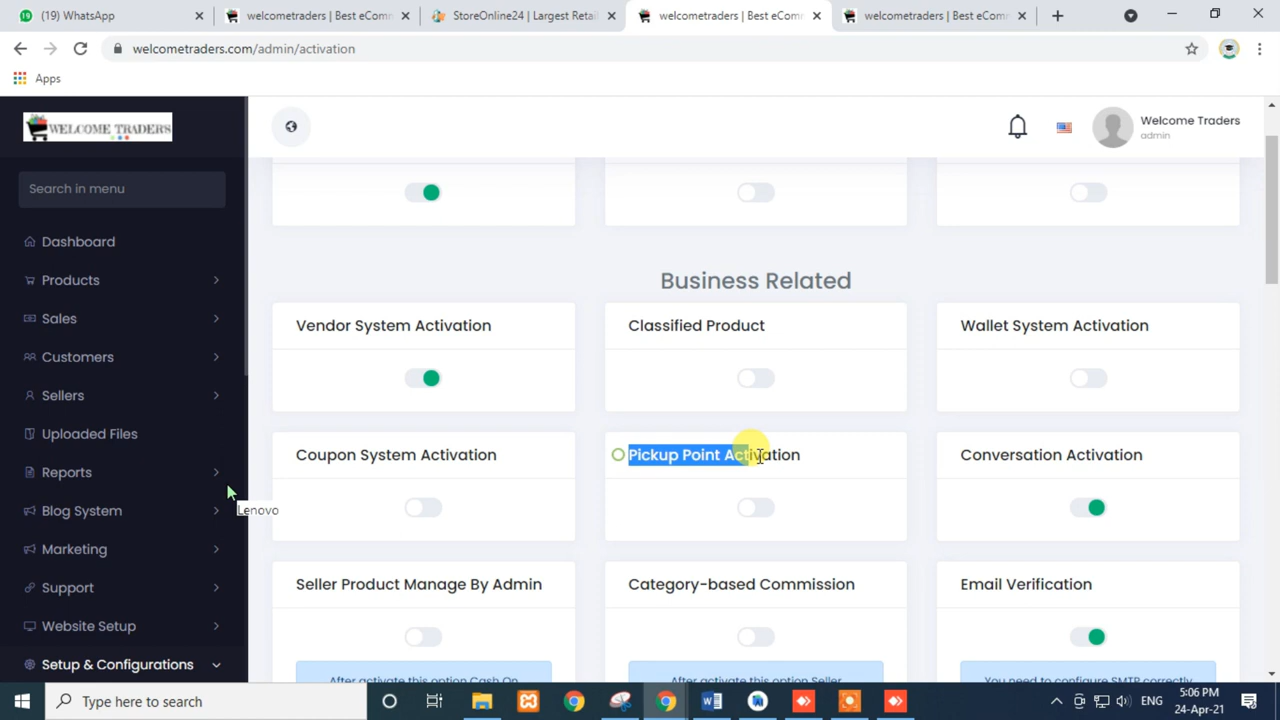 (19) WhatsApp
welcometraders | Best eComm
StoreOnline24 | Largest Retail
welcometraders | Best eComm
welcometraders | Best eComm
welcometraders.com/admin/activation
Apps
WELCOME TRADERS
Welcome Traders
admin
Search in menu
Dashboard
Products
Sales
Customers
Sellers
Uploaded Files
Reports
Blog System
Marketing
Support
Website Setup
Setup & Configurations
Lenovo
Business Related
Vendor System Activation
Classified Product
Wallet System Activation
Coupon System Activation
Pickup Point Activation
Conversation Activation
Seller Product Manage By Admin
Category-based Commission
Email Verification
After activate this option Cash On
After activate this option Seller
You need to configure SMTP correctly
Type here to search
ENG
5:06 PM
24-Apr-21